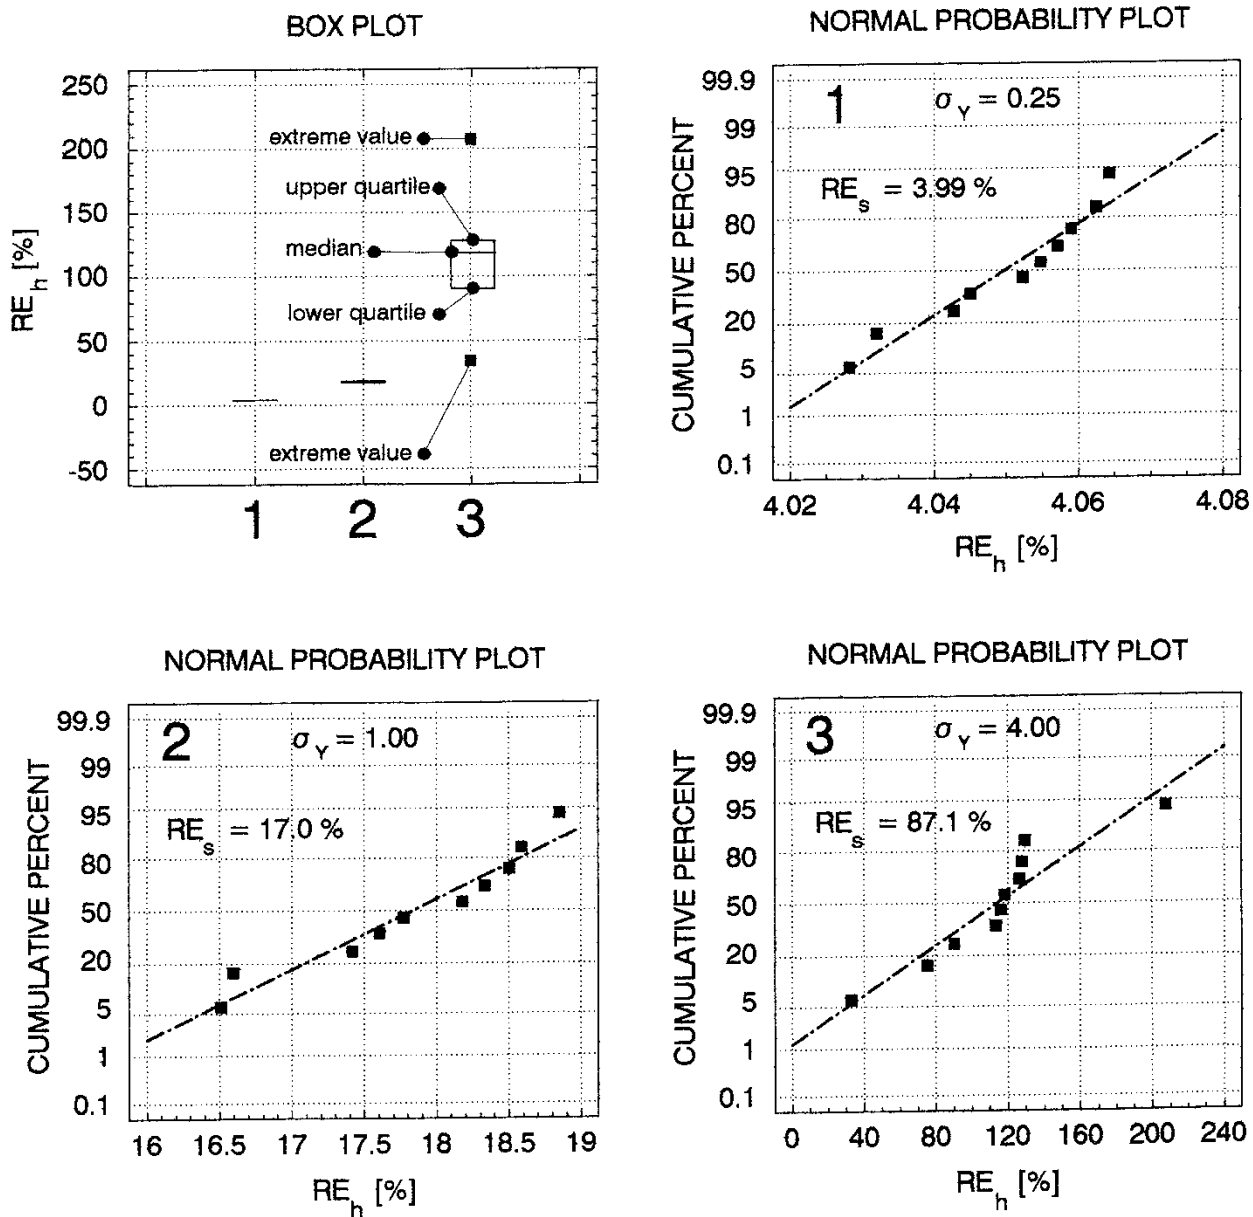 BOX PLOT
250
200
150
100
50
0
-50
RE_h [%]
extreme value
upper quartile
median
lower quartile
extreme value
1 2 3
NORMAL PROBABILITY PLOT
99.9
99
95
80
50
20
5
1
0.1
CUMULATIVE PERCENT
1
σ_Y = 0.25
RE_s = 3.99 %
4.02 4.04 4.06 4.08
RE_h [%]
NORMAL PROBABILITY PLOT
99.9
99
95
80
50
20
5
1
0.1
CUMULATIVE PERCENT
2
σ_Y = 1.00
RE_s = 17.0 %
16 16.5 17 17.5 18 18.5 19
RE_h [%]
NORMAL PROBABILITY PLOT
99.9
99
95
80
50
20
5
1
0.1
CUMULATIVE PERCENT
3
σ_Y = 4.00
RE_s = 87.1 %
0 40 80 120 160 200 240
RE_h [%]